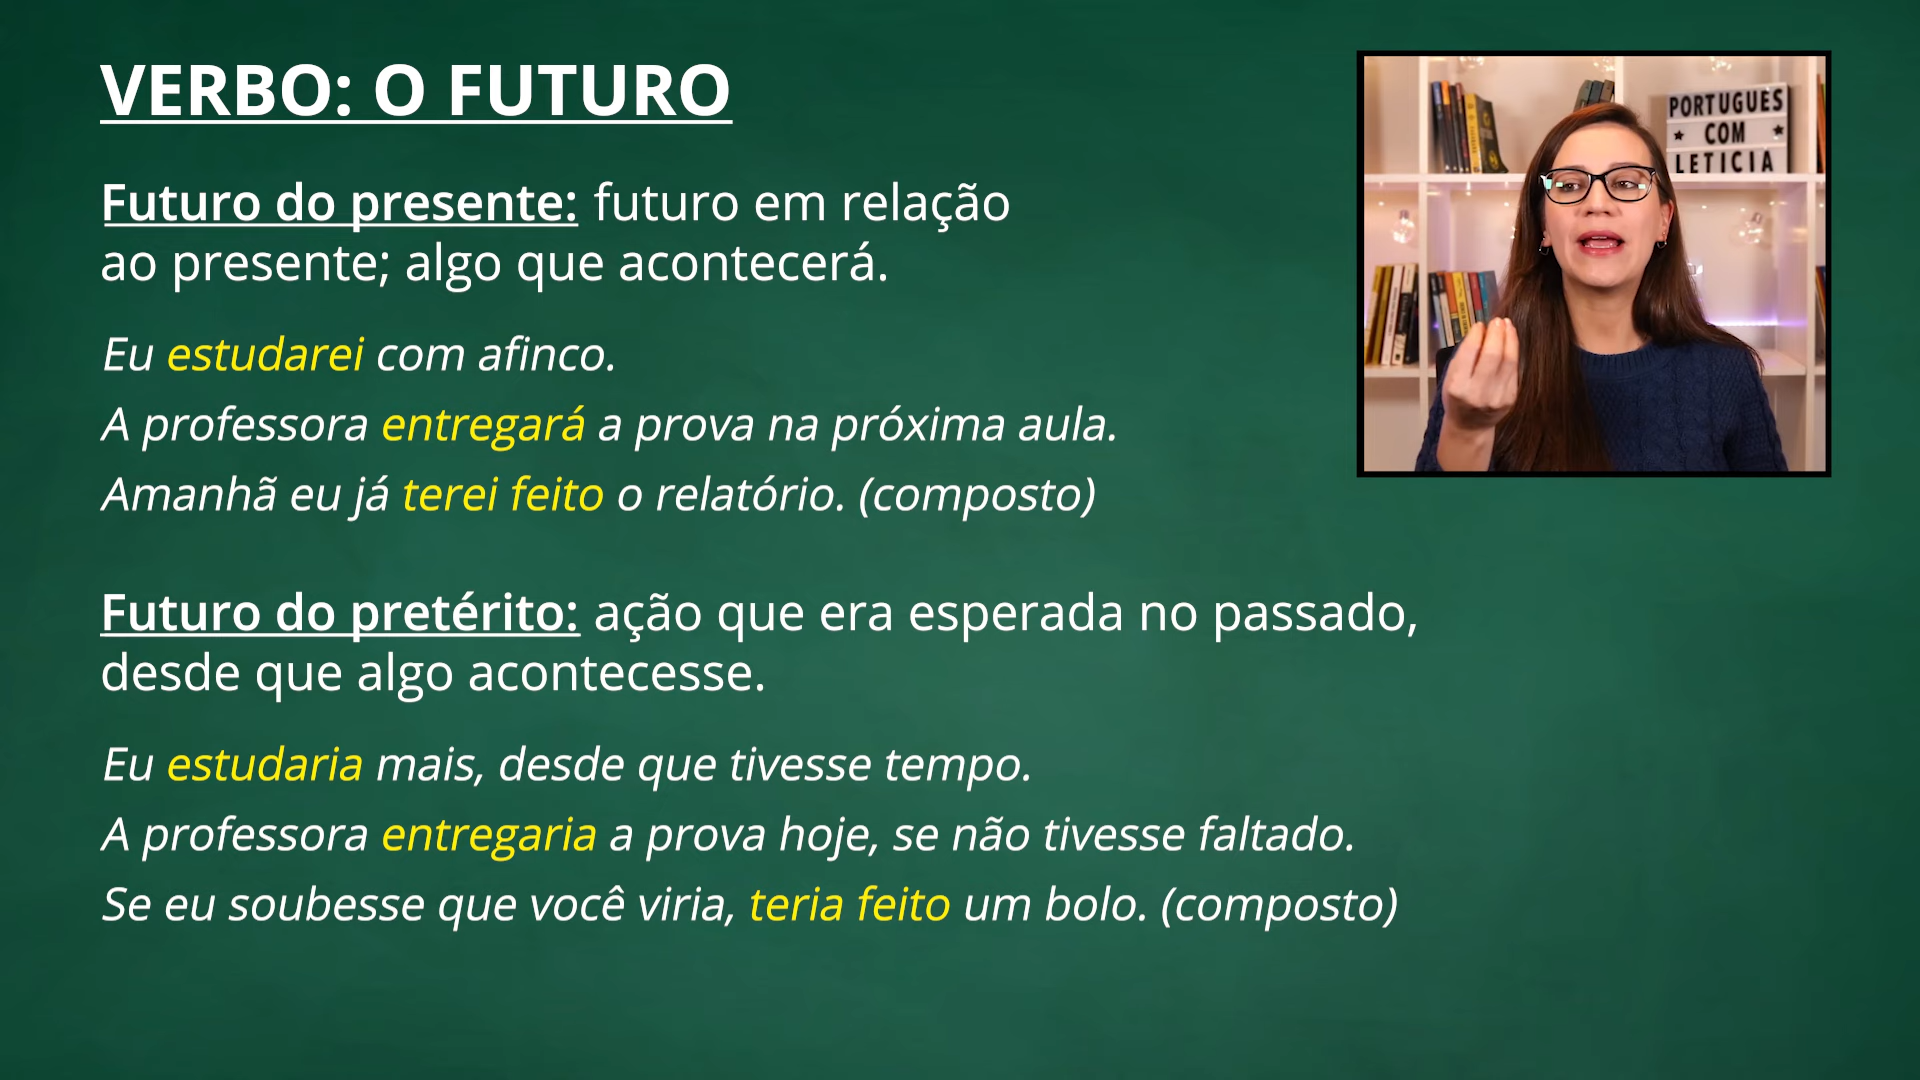 VERBO: O FUTURO
PORTUGUES
COM
LETICIA
Futuro do presente: futuro em relação
ao presente; algo que acontecerá.
Eu estudarei com afinco.
A professora entregará a prova na próxima aula.
Amanhã eu já terei feito o relatório. (composto)
Futuro do pretérito: ação que era esperada no passado,
desde que algo acontecesse.
Eu estudaria mais, desde que tivesse tempo.
A professora entregaria a prova hoje, se não tivesse faltado.
Se eu soubesse que você viria, teria feito um bolo. (composto)